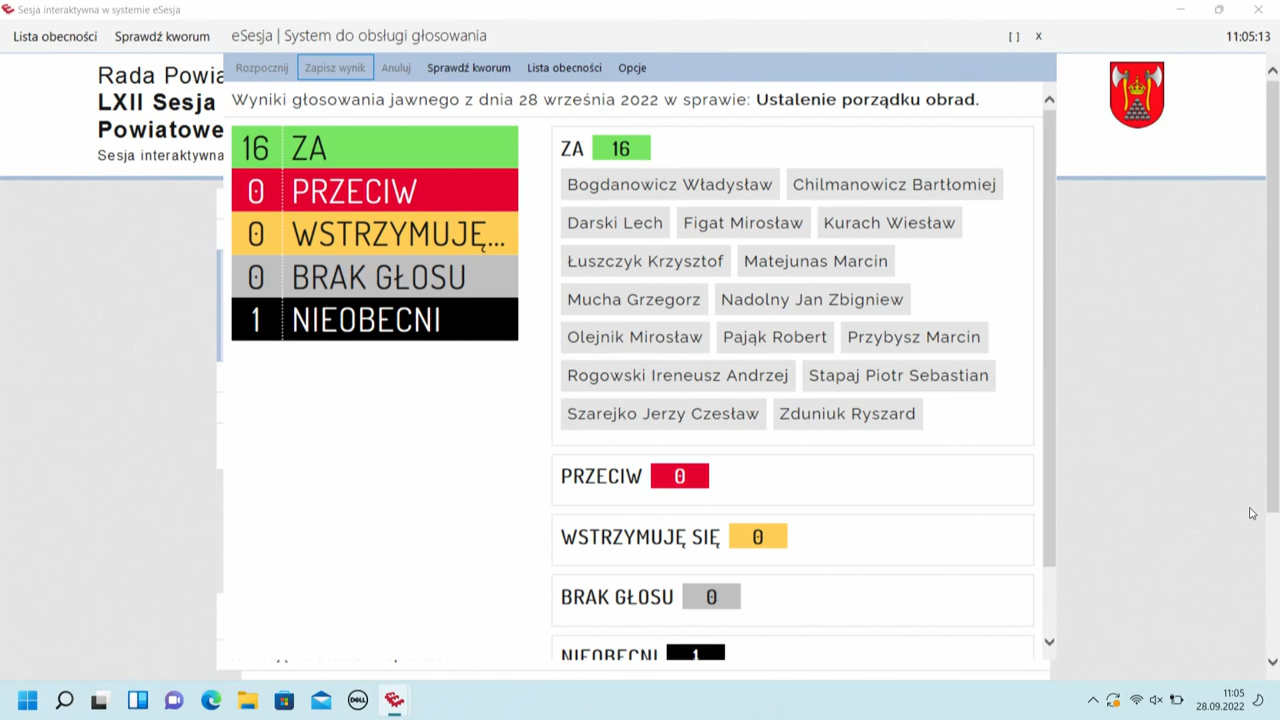 Sesja interaktywna w systemie eSesja
Lista obecności Sprawdź kworum eSesja | System do obsługi głosowania [ ] x 11:05:13
Rozpocznij Zapisz wynik Anuluj Sprawdź kworum Lista obecności Opcje
Rada Powia
LXII Sesja
Powiatowe
Sesja interaktywna
Wyniki głosowania jawnego z dnia 28 września 2022 w sprawie: Ustalenie porządku obrad.
16 ZA
0 PRZECIW
0 WSTRZYMUJĘ...
0 BRAK GŁOSU
1 NIEOBECNI
ZA 16
Bogdanowicz Władysław Chilmanowicz Bartłomiej
Darski Lech Figat Mirosław Kurach Wiesław
Łuszczyk Krzysztof Matejunas Marcin
Mucha Grzegorz Nadolny Jan Zbigniew
Olejnik Mirosław Pająk Robert Przybysz Marcin
Rogowski Ireneusz Andrzej Stapaj Piotr Sebastian
Szarejko Jerzy Czesław Zduniuk Ryszard
PRZECIW 0
WSTRZYMUJĘ SIĘ 0
BRAK GŁOSU 0
NIEOBECNI 1
DELL
11:05
28.09.2022